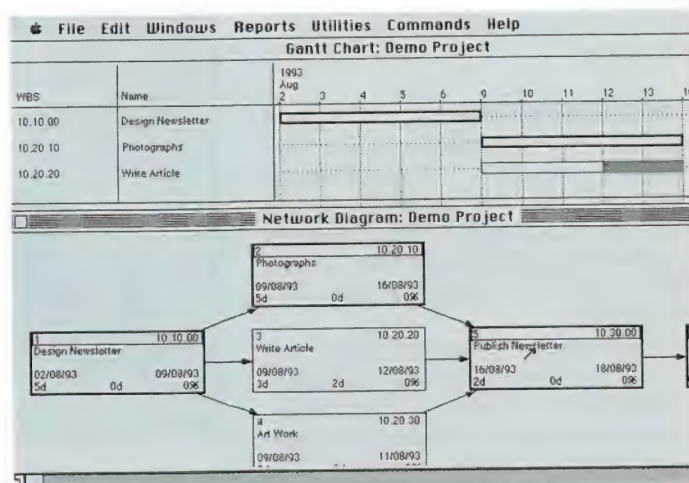 File Edit Windows Reports Utilities Commands Help
Gantt Chart: Demo Project
1993
Aug
WBS Name 2 3 4 5 6 9 10 11 12 13 16
10.10.00 Design Newsletter
10.20.10 Photographs
10.20.20 Write Article
Network Diagram: Demo Project
2 10.20.10
Photographs
09/08/93 16/08/93
5d 0d 0%
1 10.10.00
Design Newsletter
02/08/93 09/08/93
5d 0d 0%
3 10.20.20
Write Article
09/08/93 12/08/93
3d 2d 0%
5 10.30.00
Publish Newsletter
16/08/93 18/08/93
2d 0d 0%
4 10.20.30
Art Work
09/08/93 11/08/93